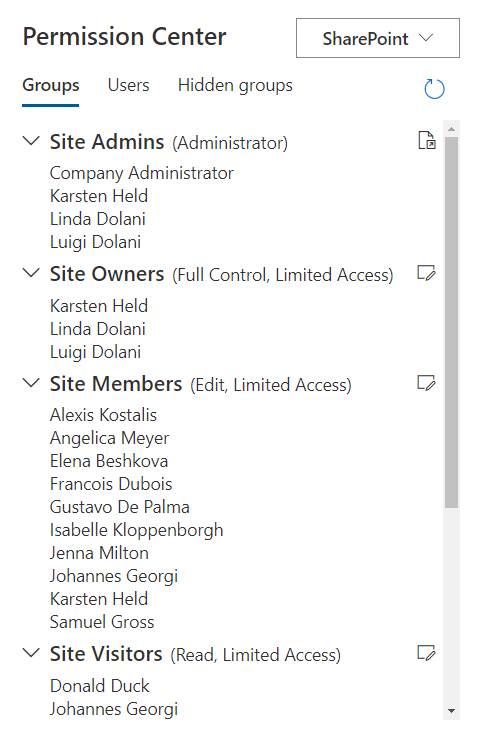 Permission Center
SharePoint
Groups Users Hidden groups
Site Admins (Administrator)
Company Administrator
Karsten Held
Linda Dolani
Luigi Dolani
Site Owners (Full Control, Limited Access)
Karsten Held
Linda Dolani
Luigi Dolani
Site Members (Edit, Limited Access)
Alexis Kostalis
Angelica Meyer
Elena Beshkova
Francois Dubois
Gustavo De Palma
Isabelle Kloppenborgh
Jenna Milton
Johannes Georgi
Karsten Held
Samuel Gross
Site Visitors (Read, Limited Access)
Donald Duck
Johannes Georgi